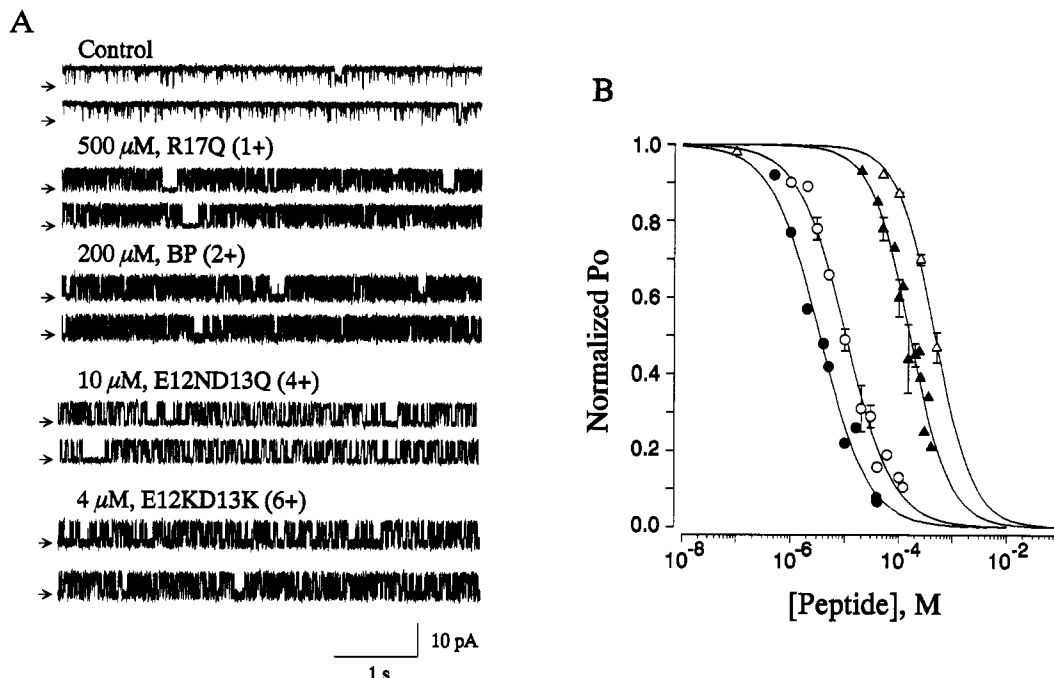 A
Control
500 μM, R17Q (1+)
200 μM, BP (2+)
10 μM, E12ND13Q (4+)
4 μM, E12KD13K (6+)
10 pA
1 s
B
Normalized Po
1.0
0.8
0.6
0.4
0.2
0.0
10⁻⁸ 10⁻⁶ 10⁻⁴ 10⁻²
[Peptide], M